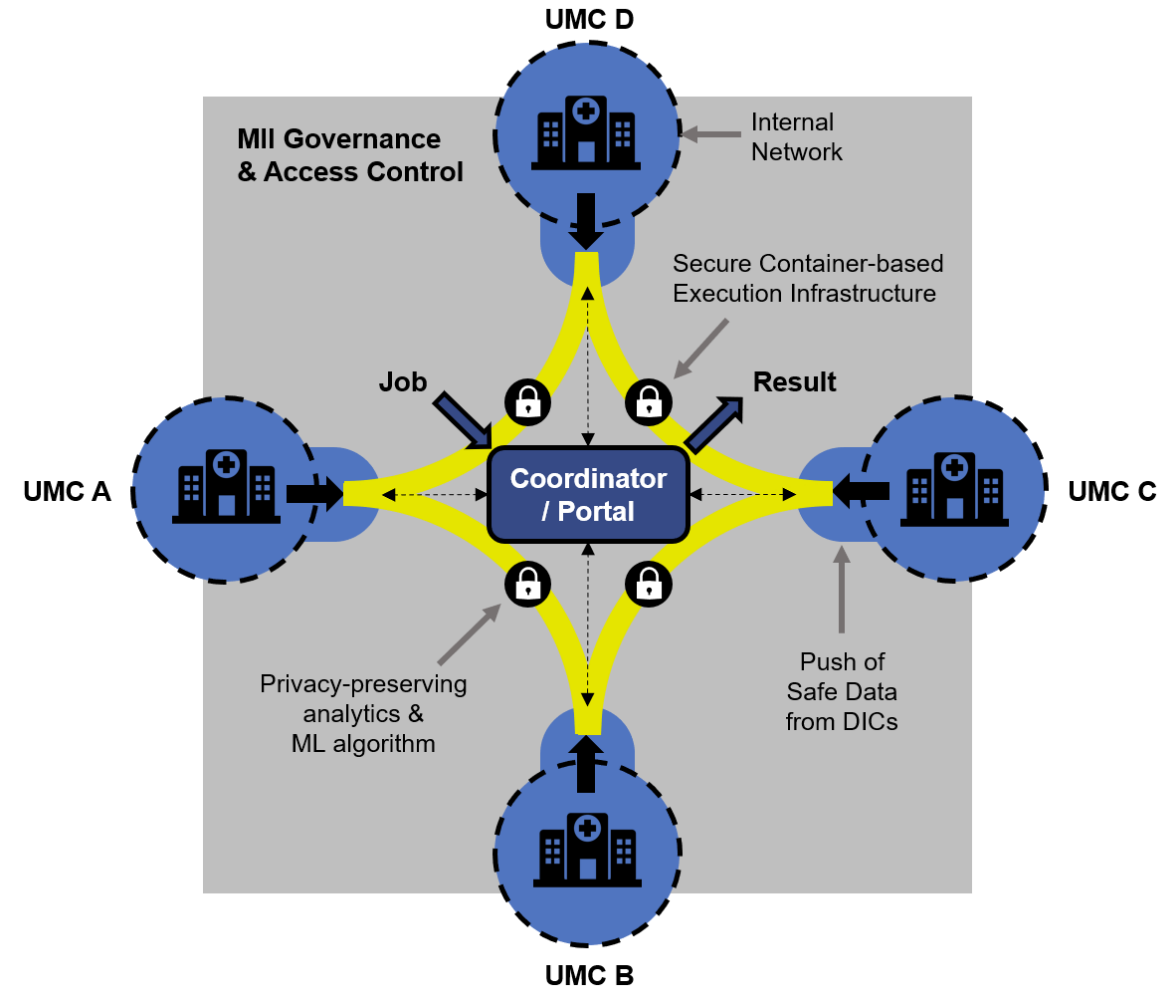 UMC D
MII Governance
& Access Control
Internal
Network
Secure Container-based
Execution Infrastructure
Job
Result
UMC A
Coordinator
/ Portal
UMC C
Privacy-preserving
analytics &
ML algorithm
Push of
Safe Data
from DICs
UMC B